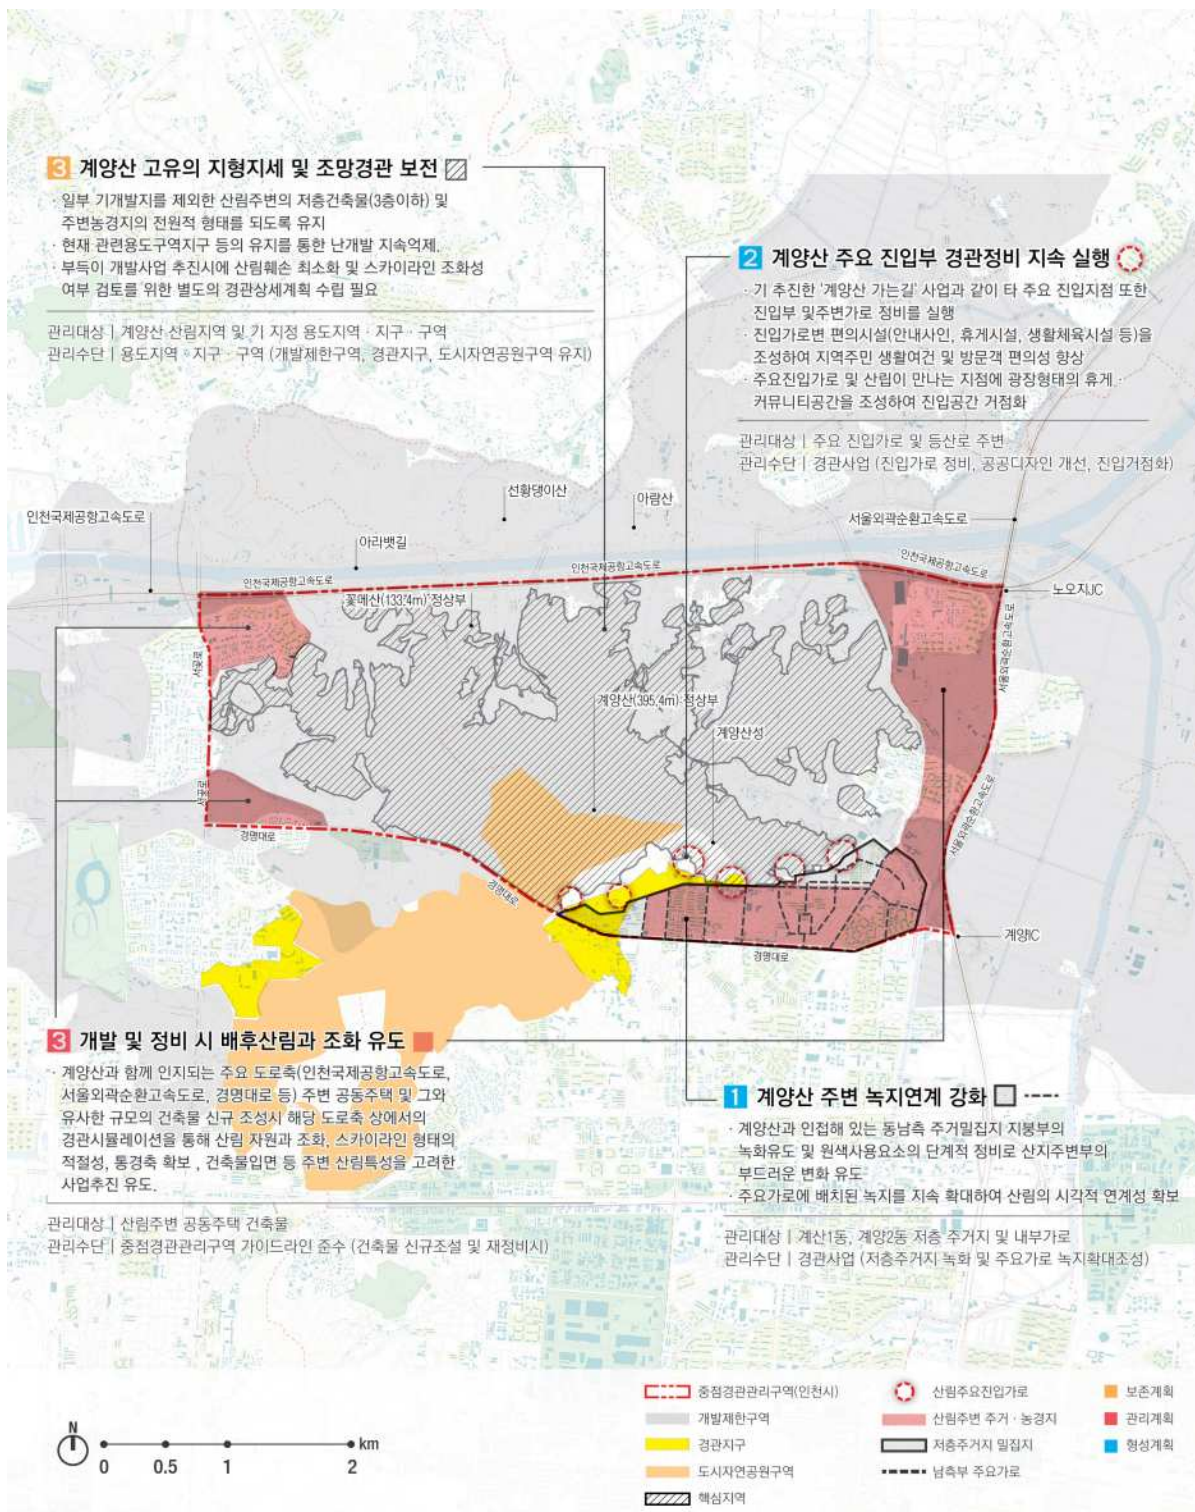 3 계양산 고유의 지형지세 및 조망경관 보전
· 일부 기개발지를 제외한 산림주변의 저층건축물(3층이하) 및
주변농경지의 전원적 형태를 되도록 유지
· 현재 관련용도구역지구 등의 유지를 통한 난개발 지속억제.
· 부득이 개발사업 추진시에 산림훼손 최소화 및 스카이라인 조화성
여부 검토를 위한 별도의 경관상세계획 수립 필요
관리대상 | 계양산 산림지역 및 기 지정 용도지역 · 지구 · 구역
관리수단 | 용도지역 · 지구 · 구역 (개발제한구역, 경관지구, 도시자연공원구역 유지)
2 계양산 주요 진입부 경관정비 지속 실행
· 기 추진한 '계양산 가는길' 사업과 같이 타 주요 진입지점 또한
진입부 및주변가로 정비를 실행
· 진입가로변 편의시설(안내사인, 휴게시설, 생활체육시설 등)을
조성하여 지역주민 생활여건 및 방문객 편의성 향상
· 주요진입가로 및 산림이 만나는 지점에 광장형태의 휴게 ·
커뮤니티공간을 조성하여 진입공간 거점화
관리대상 | 주요 진입가로 및 등산로 주변
관리수단 | 경관사업 (진입가로 정비, 공공디자인 개선, 진입거점화)
선황댕이산
아람산
인천국제공항고속도로
서울외곽순환고속도로
아라뱃길
인천국제공항고속도로
인천국제공항고속도로
인천국제공항고속도로
노오지JC
꽃메산(133.4m) 정상부
서곶로
서울외곽순환고속도로
계양산(395.4m) 정상부
계양산성
서곶로
경명대로
서울외곽순환고속도로
경명대로
계양IC
경명대로
3 개발 및 정비 시 배후산림과 조화 유도
· 계양산과 함께 인지되는 주요 도로축(인천국제공항고속도로,
서울외곽순환고속도로, 경명대로 등) 주변 공동주택 및 그와
유사한 규모의 건축물 신규 조성시 해당 도로축 상에서의
경관시뮬레이션을 통해 산림 자원과 조화, 스카이라인 형태의
적절성, 통경축 확보 , 건축물입면 등 주변 산림특성을 고려한
사업추진 유도.
관리대상 | 산림주변 공동주택 건축물
관리수단 | 중점경관관리구역 가이드라인 준수 (건축물 신규조설 및 재정비시)
1 계양산 주변 녹지연계 강화
· 계양산과 인접해 있는 동남측 주거밀집지 지붕부의
녹화유도 및 원색사용요소의 단계적 정비로 산지주변부의
부드러운 변화 유도
· 주요가로에 배치된 녹지를 지속 확대하여 산림의 시각적 연계성 확보
관리대상 | 계산1동, 계양2동 저층 주거지 및 내부가로
관리수단 | 경관사업 (저층주거지 녹화 및 주요가로 녹지확대조성)
N
km
0 0.5 1 2
중점경관관리구역(인천시)
개발제한구역
경관지구
도시자연공원구역
핵심지역
산림주요진입가로
산림주변 주거 · 농경지
저층주거지 밀집지
남측부 주요가로
보존계획
관리계획
형성계획